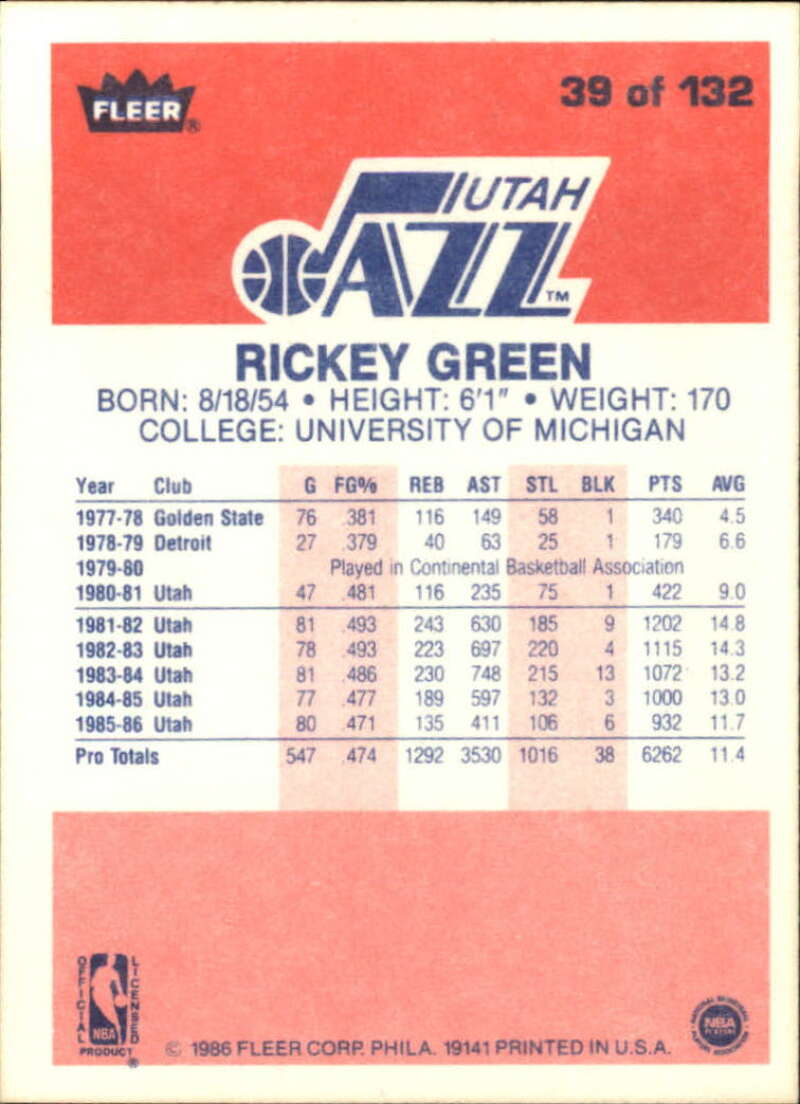 FLEER®
39 of 132
UTAH
JAZZ™
RICKEY GREEN
BORN: 8/18/54 • HEIGHT: 6'1" • WEIGHT: 170
COLLEGE: UNIVERSITY OF MICHIGAN
Year Club G FG% REB AST STL BLK PTS AVG
1977-78 Golden State 76 .381 116 149 58 1 340 4.5
1978-79 Detroit 27 .379 40 63 25 1 179 6.6
1979-80 Played in Continental Basketball Association
1980-81 Utah 47 .481 116 235 75 1 422 9.0
1981-82 Utah 81 .493 243 630 185 9 1202 14.8
1982-83 Utah 78 .493 223 697 220 4 1115 14.3
1983-84 Utah 81 .486 230 748 215 13 1072 13.2
1984-85 Utah 77 .477 189 597 132 3 1000 13.0
1985-86 Utah 80 .471 135 411 106 6 932 11.7
Pro Totals 547 .474 1292 3530 1016 38 6262 11.4
OFFICIAL LICENSED
NBA
PRODUCT®
© 1986 FLEER CORP. PHILA. 19141 PRINTED IN U.S.A.
NATIONAL BASKETBALL
NBA
PLAYERS
PLAYERS ASSOCIATION